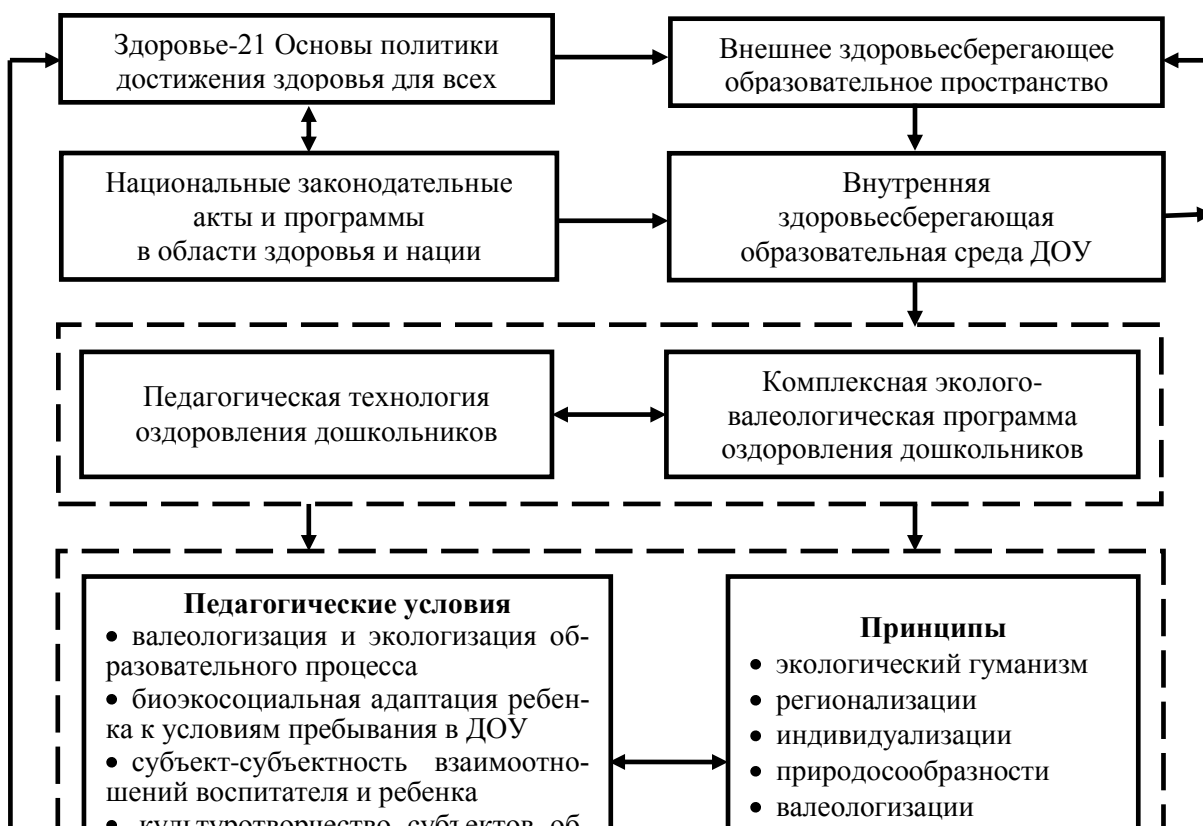 Здоровье-21 Основы политики
достижения здоровья для всех
Внешнее здоровьесберегающее
образовательное пространство
Национальные законодательные
акты и программы
в области здоровья и нации
Внутренняя
здоровьесберегающая
образовательная среда ДОУ
Педагогическая технология
оздоровления дошкольников
Комплексная эколого-
валеологическая программа
оздоровления дошкольников
Педагогические условия
• валеологизация и экологизация об-
разовательного процесса
• биоэкосоциальная адаптация ребен-
ка к условиям пребывания в ДОУ
• субъект-субъектность взаимоотно-
шений воспитателя и ребенка
• культуротворчество субъектов об-
Принципы
• экологический гуманизм
• регионализации
• индивидуализации
• природосообразности
• валеологизации